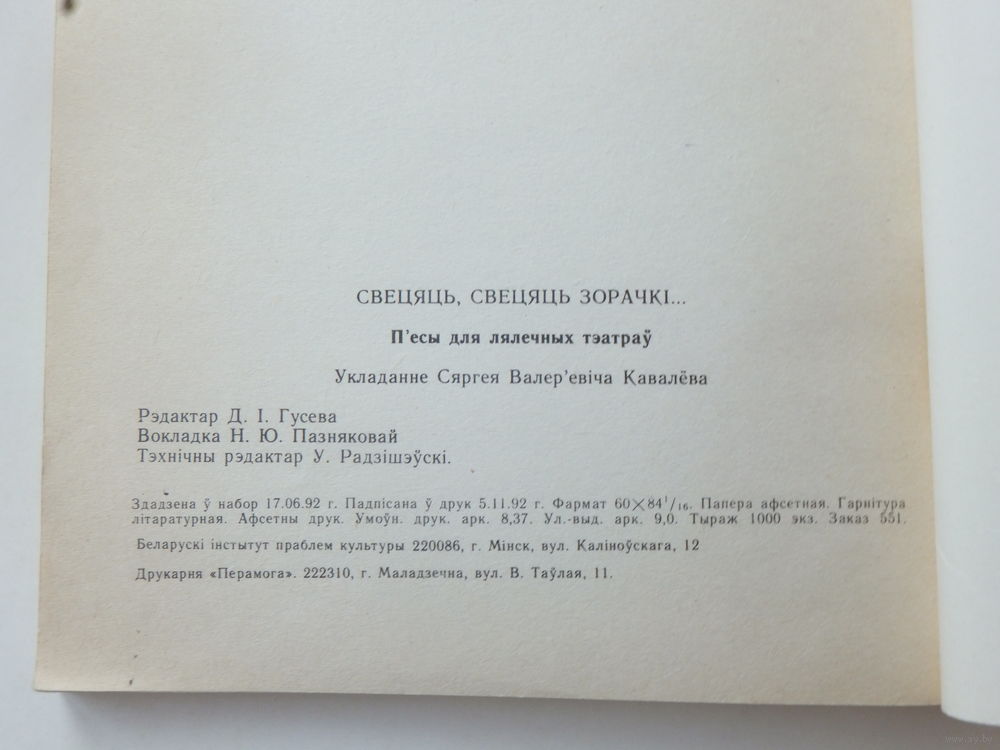 СВЕЦЯЦЬ, СВЕЦЯЦЬ ЗОРАЧКІ...
П'есы для лялечных тэатраў
Укладанне Сяргея Валер'евіча Кавалёва
Рэдактар Д. І. Гусева
Вокладка Н. Ю. Пазняковай
Тэхнічны рэдактар У. Радзішэўскі.
Здадзена ў набор 17.06.92 г. Падпісана ў друк 5.11.92 г. Фармат 60×84¹/₁₆. Папера афсетная. Гарнітура
літаратурная. Афсетны друк. Умоўн. друк. арк. 8,37. Ул.-выд. арк. 9,0. Тыраж 1000 экз. Заказ 551.
Беларускі інстытут праблем культуры 220086, г. Мінск, вул. Каліноўскага, 12
Друкарня «Перамога». 222310, г. Маладзечна, вул. В. Таўлая, 11.
www.ay.by